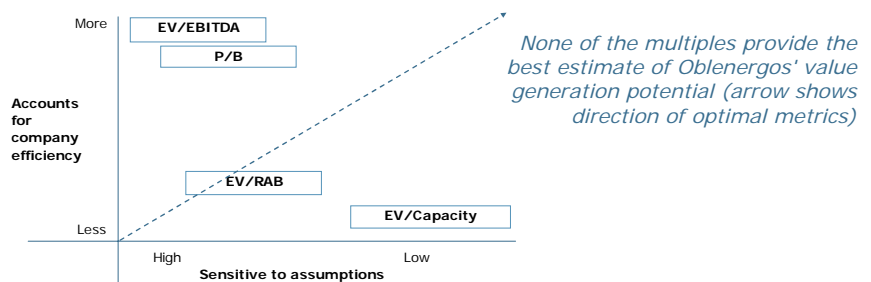 More
EV/EBITDA
P/B
None of the multiples provide the
best estimate of Oblenergos' value
generation potential (arrow shows
direction of optimal metrics)
Accounts
for
company
efficiency
EV/RAB
EV/Capacity
Less
High
Low
Sensitive to assumptions